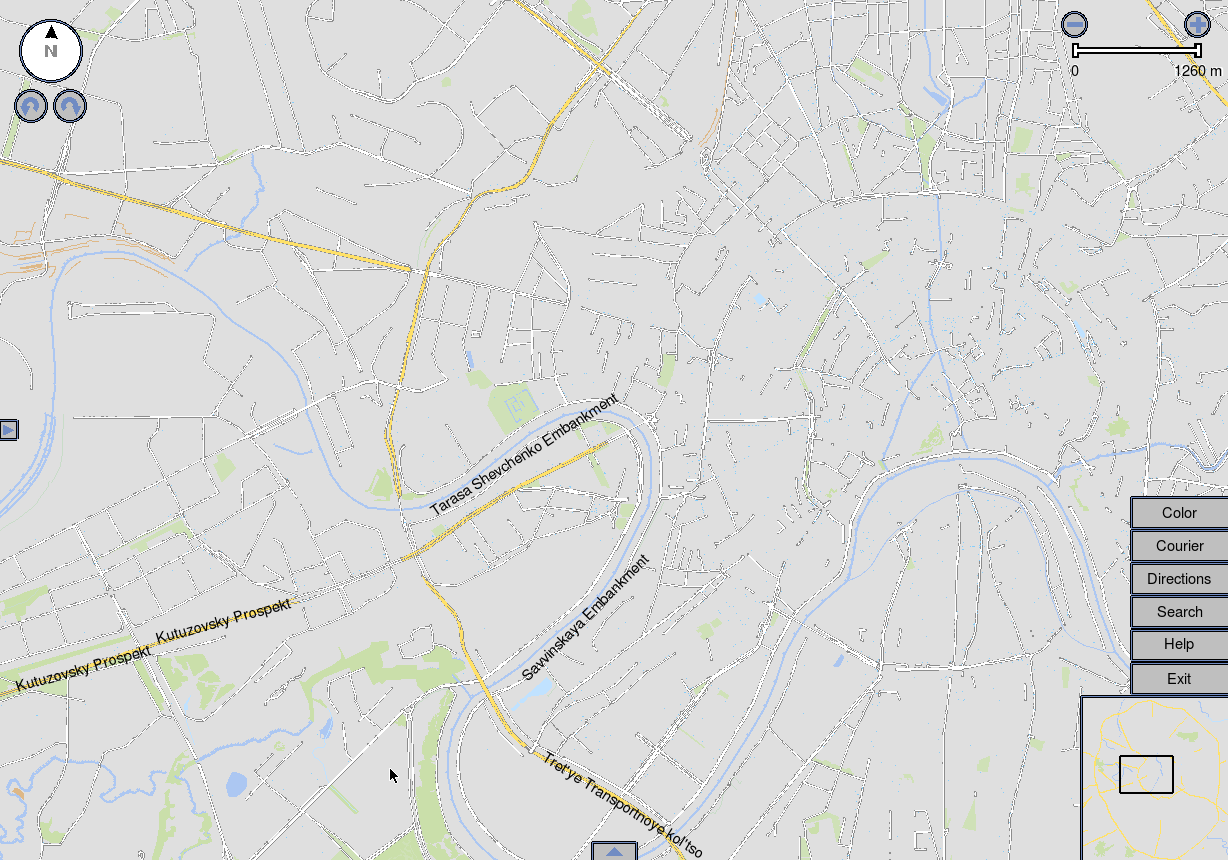 N
0 1260 m
Tarasa Shevchenko Embankment
Savvinskaya Embankment
Kutuzovsky Prospekt
Kutuzovsky Prospekt
Tret'ye Transportnoye kol'tso
Color
Courier
Directions
Search
Help
Exit